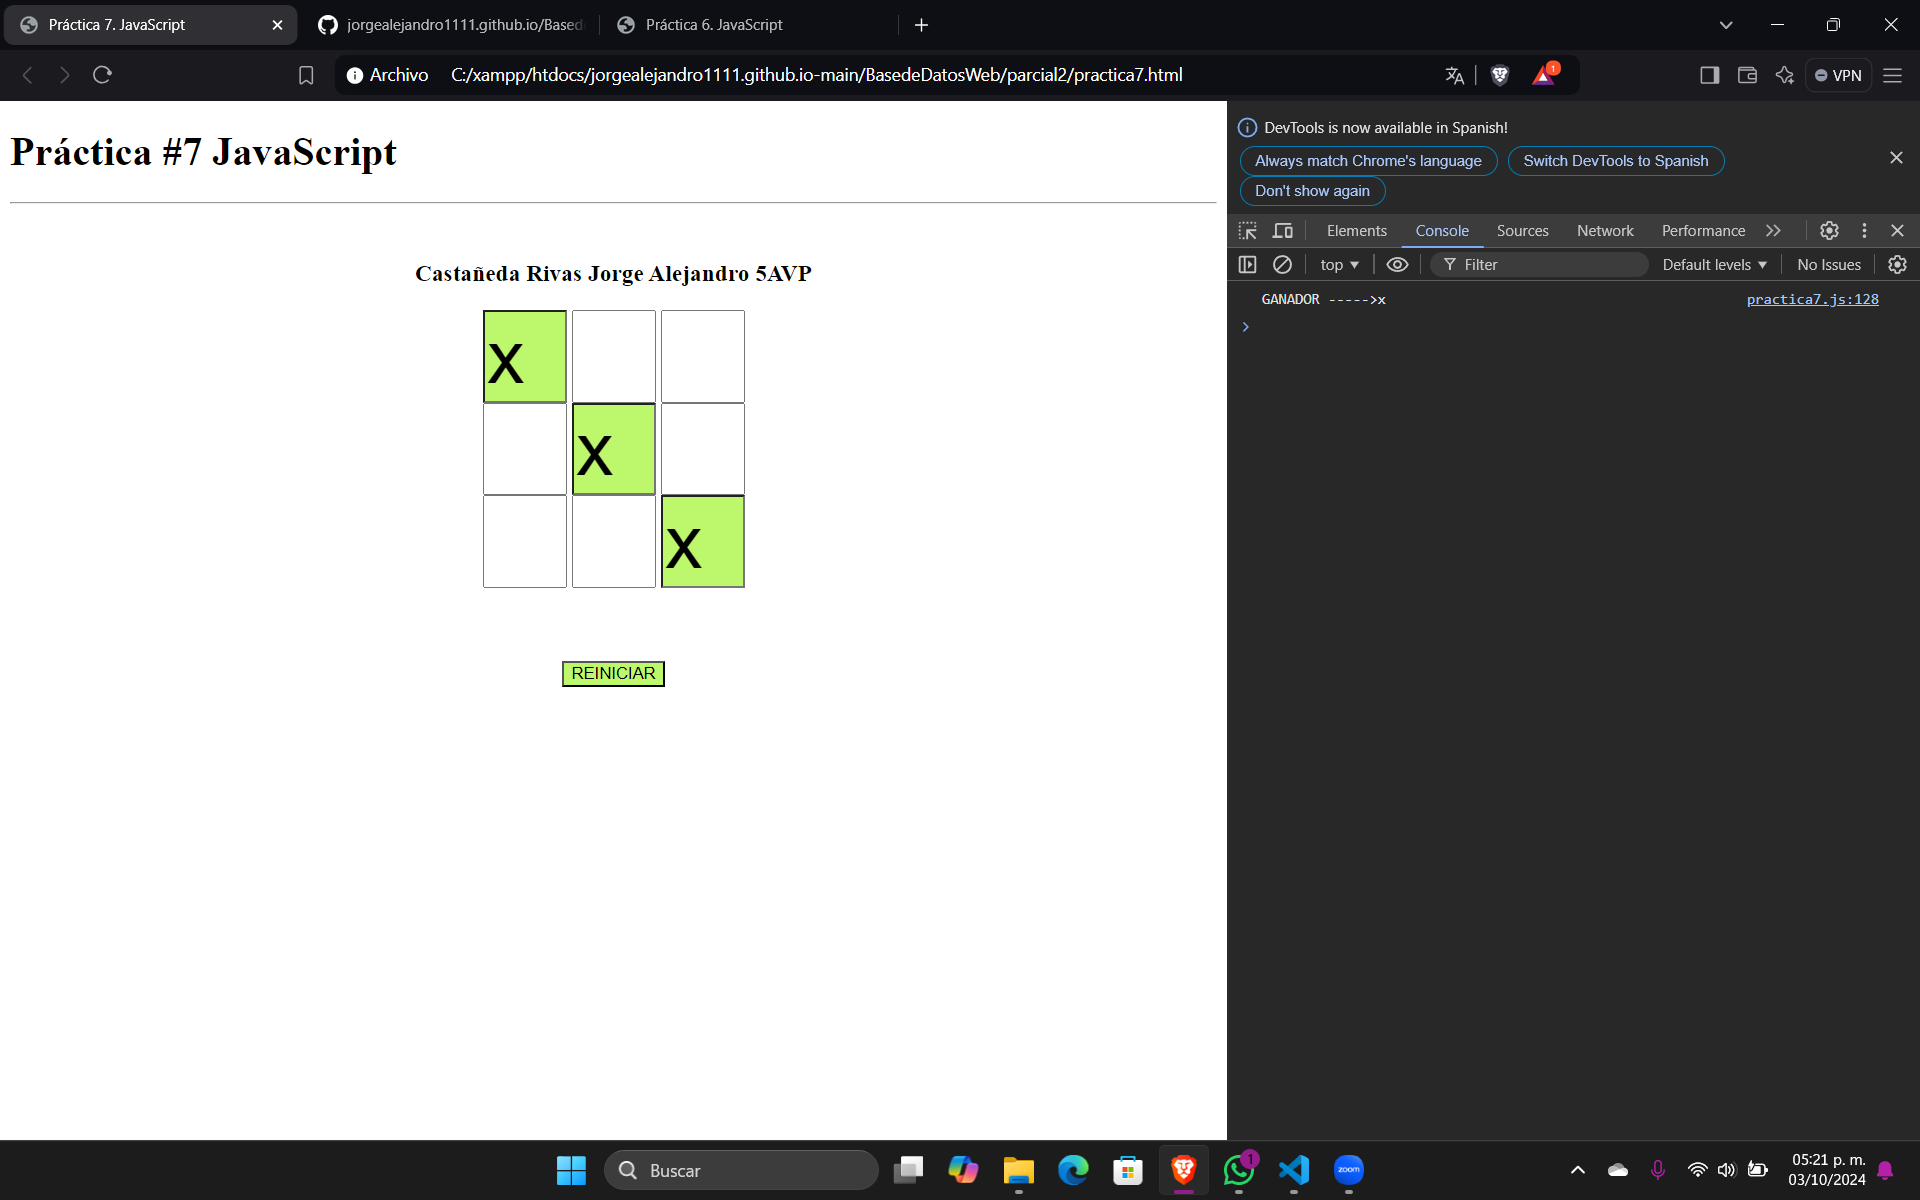 Práctica 7. JavaScript
jorgealejandro1111.github.io/Based
Práctica 6. JavaScript
Archivo C:/xampp/htdocs/jorgealejandro1111.github.io-main/BasedeDatosWeb/parcial2/practica7.html
1
VPN
Práctica #7 JavaScript
Castañeda Rivas Jorge Alejandro 5AVP
x
x
x
REINICIAR
DevTools is now available in Spanish!
Always match Chrome's language
Switch DevTools to Spanish
Don't show again
Elements Console Sources Network Performance
top Filter Default levels No Issues
GANADOR ----->x practica7.js:128
Buscar
1
zoom
05:21 p. m.
03/10/2024